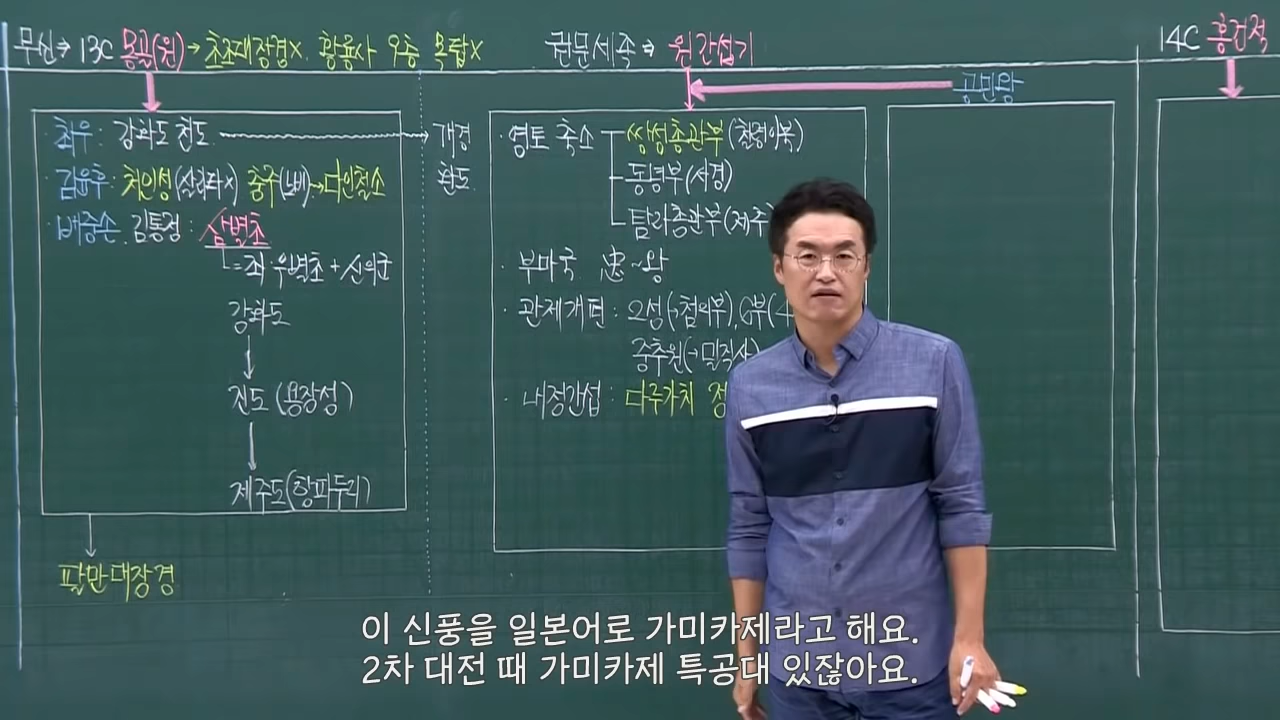 무신→ 13C 몽골(원)→초조대장경×. 황룡사 9층 목탑×
권문세족⇒ 원간섭기
14C 홍건적
공민왕
최우: 강화도 천도
개경
환도
김윤후: 처인성(살리타×) 충주(노비)→다인철소
배중손. 김통정: 삼별초
└=좌·우별초+신의군
강화도
↓
진도(용장성)
↓
제주도(항파두리)
팔만대장경
· 영토 축소 쌍성총관부(철령이북)
동녕부(서경)
탐라총관부(제주
· 부마국 忠~왕
· 관제개편: 2성(→첨의부), 6부(4
중추원(→밀직사)
· 내정간섭: 다루가치 정
이 신풍을 일본어로 가미카제라고 해요.
2차 대전 때 가미카제 특공대 있잖아요.